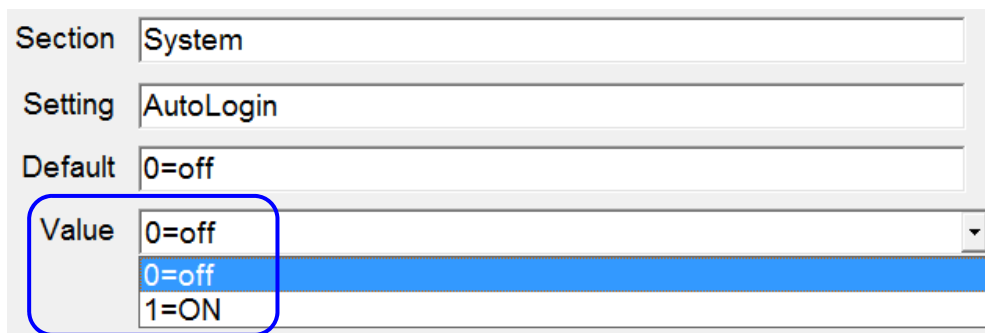 Section System
Setting AutoLogin
Default 0=off
Value 0=off
0=off
1=ON